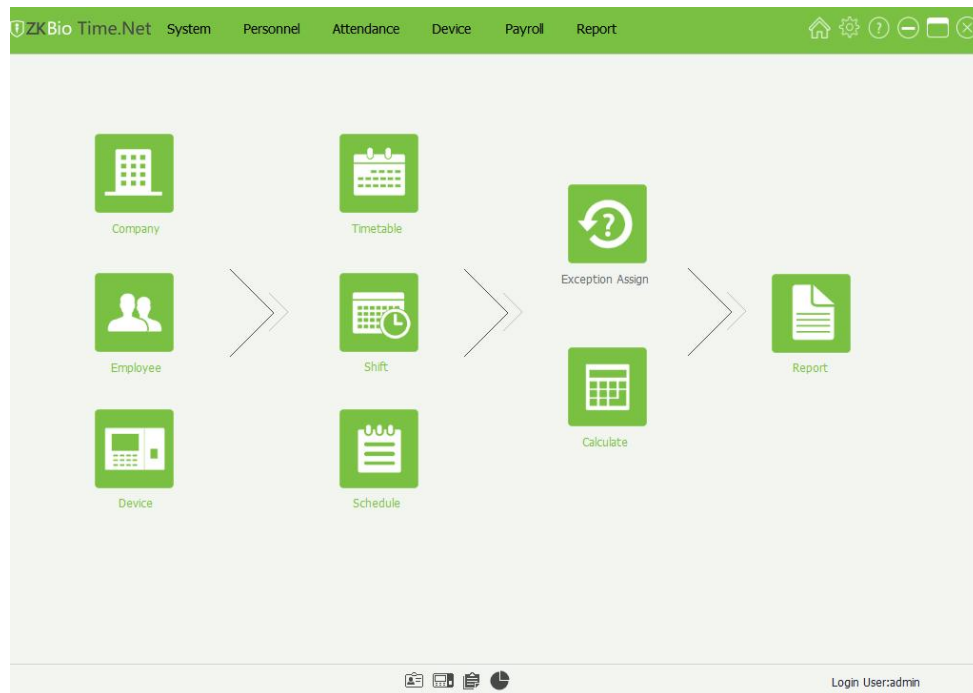 ZKBio Time.Net System Personnel Attendance Device Payroll Report
Company
Timetable
Exception Assign
Employee
Shift
Report
Calculate
Device
Schedule
Login User:admin